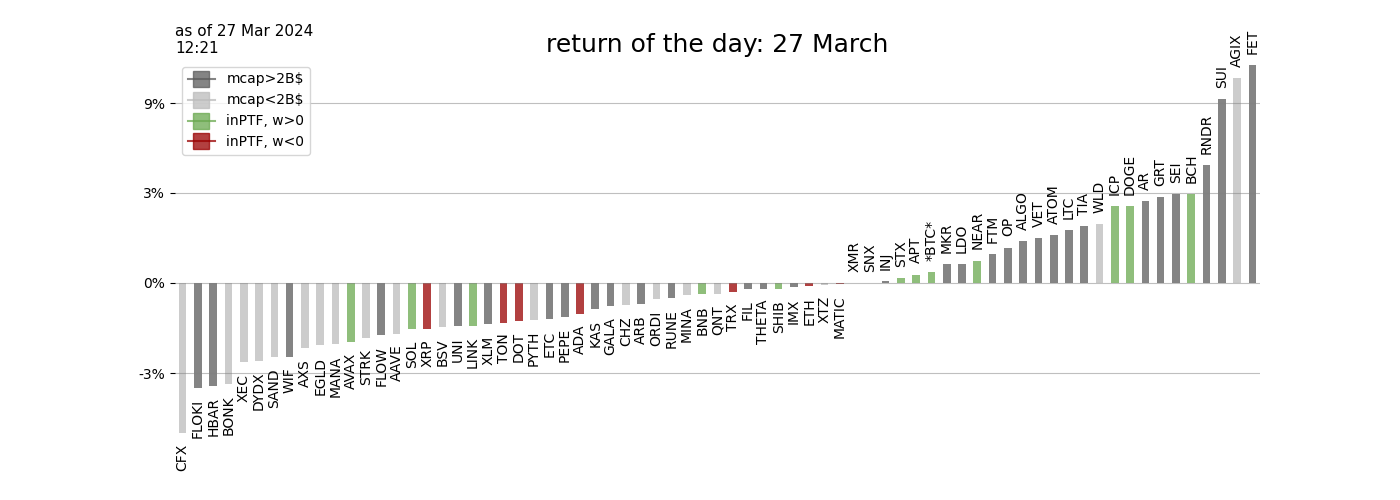 as of 27 Mar 2024
12:21
return of the day: 27 March
mcap>2B$
mcap<2B$
inPTF, w>0
inPTF, w<0
9%
3%
0%
-3%
CFX
FLOKI
HBAR
BONK
XEC
DYDX
SAND
WIF
AXS
EGLD
MANA
AVAX
STRK
FLOW
AAVE
SOL
XRP
BSV
UNI
LINK
XLM
TON
DOT
PYTH
ETC
PEPE
ADA
KAS
GALA
CHZ
ARB
ORDI
RUNE
MINA
BNB
QNT
TRX
FIL
THETA
SHIB
IMX
ETH
XTZ
MATIC
XMR
SNX
INJ
STX
APT
*BTC*
MKR
LDO
NEAR
FTM
OP
ALGO
VET
ATOM
LTC
TIA
WLD
ICP
DOGE
AR
GRT
SEI
BCH
RNDR
SUI
AGIX
FET